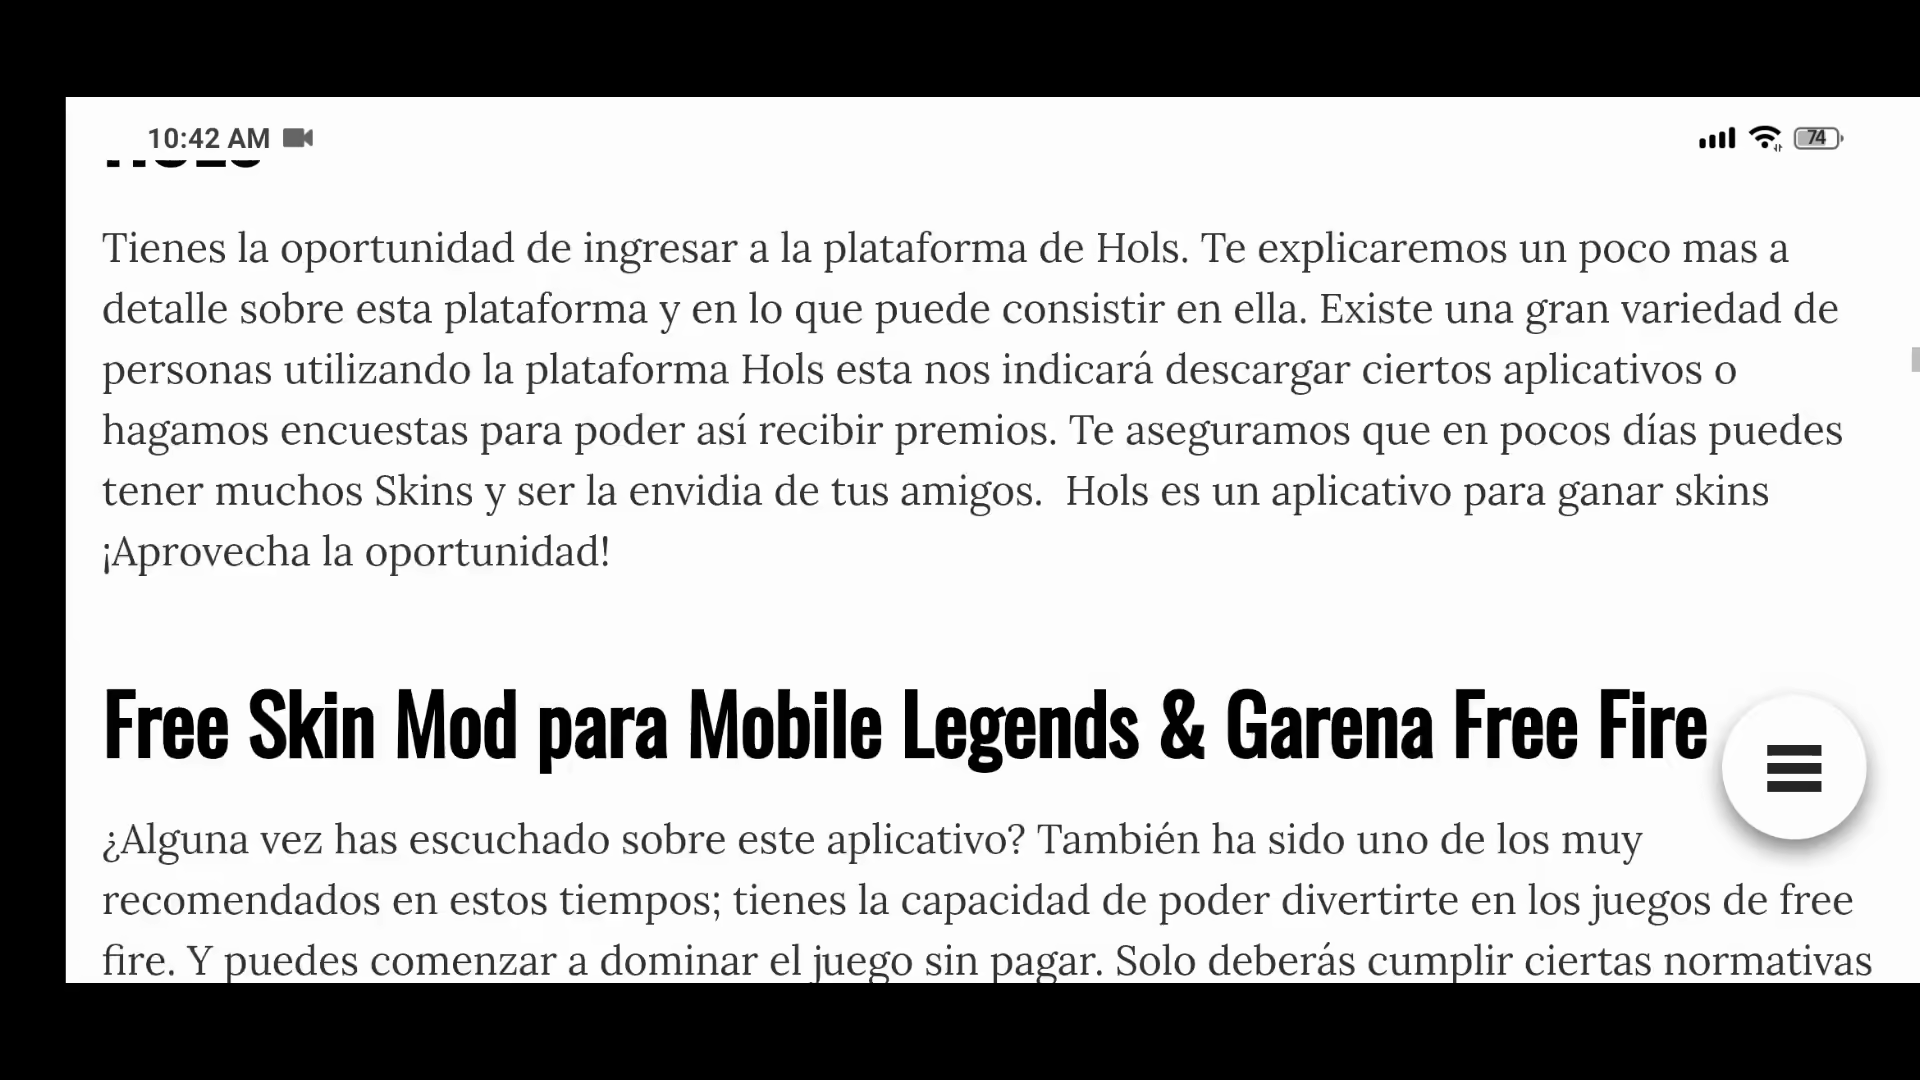 10:42 AM
74
Tienes la oportunidad de ingresar a la plataforma de Hols. Te explicaremos un poco mas a
detalle sobre esta plataforma y en lo que puede consistir en ella. Existe una gran variedad de
personas utilizando la plataforma Hols esta nos indicará descargar ciertos aplicativos o
hagamos encuestas para poder así recibir premios. Te aseguramos que en pocos días puedes
tener muchos Skins y ser la envidia de tus amigos.  Hols es un aplicativo para ganar skins
¡Aprovecha la oportunidad!
Free Skin Mod para Mobile Legends & Garena Free Fire
¿Alguna vez has escuchado sobre este aplicativo? También ha sido uno de los muy
recomendados en estos tiempos; tienes la capacidad de poder divertirte en los juegos de free
fire. Y puedes comenzar a dominar el juego sin pagar. Solo deberás cumplir ciertas normativas